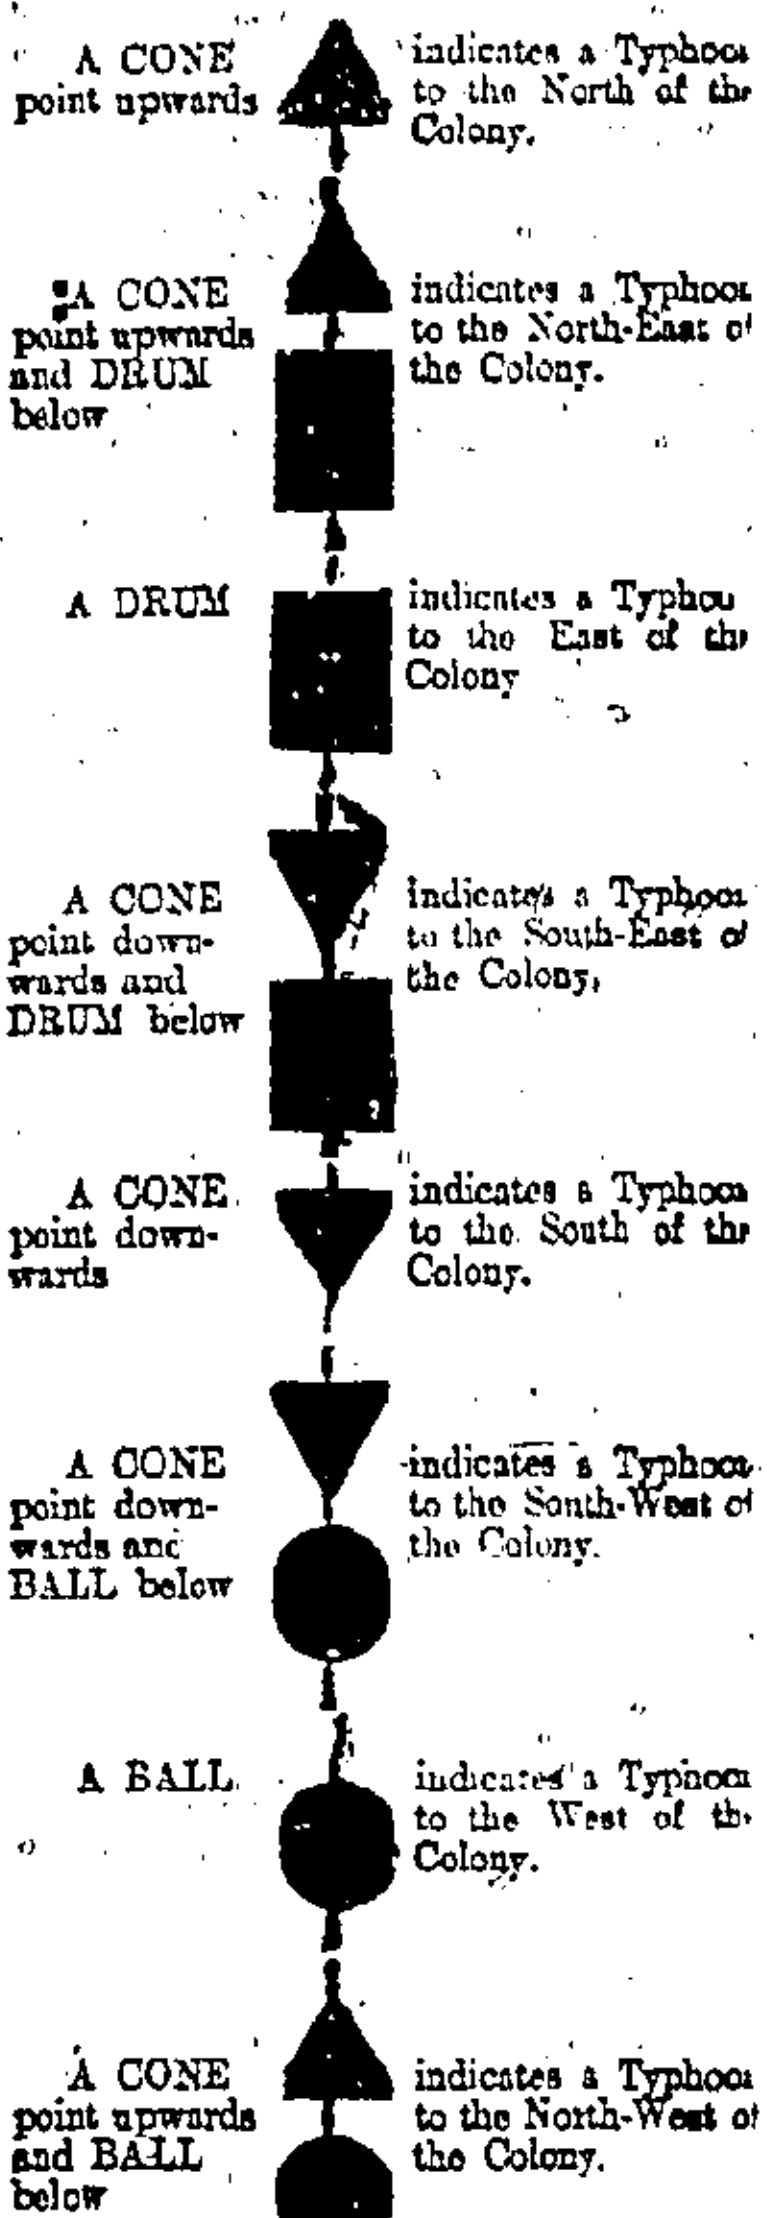 A CONE
point upwards
indicates a Typhoon
to the North of the
Colony.
A CONE
point upwards
and DRUM
below
indicates a Typhoon
to the North-East of
the Colony.
A DRUM
indicates a Typhoo
to the East of the
Colony
A CONE
point down-
wards and
DRUM below
indicates a Typhoon
to the South-East of
the Colony,
A CONE
point down-
wards
indicates a Typhoon
to the South of the
Colony.
A CONE
point down-
wards and
BALL below
indicates a Typhoon
to the South-West of
the Colony.
A BALL
indicates a Typhoon
to the West of the
Colony.
A CONE
point upwards
and BALL
below
indicates a Typhoon
to the North-West of
the Colony.